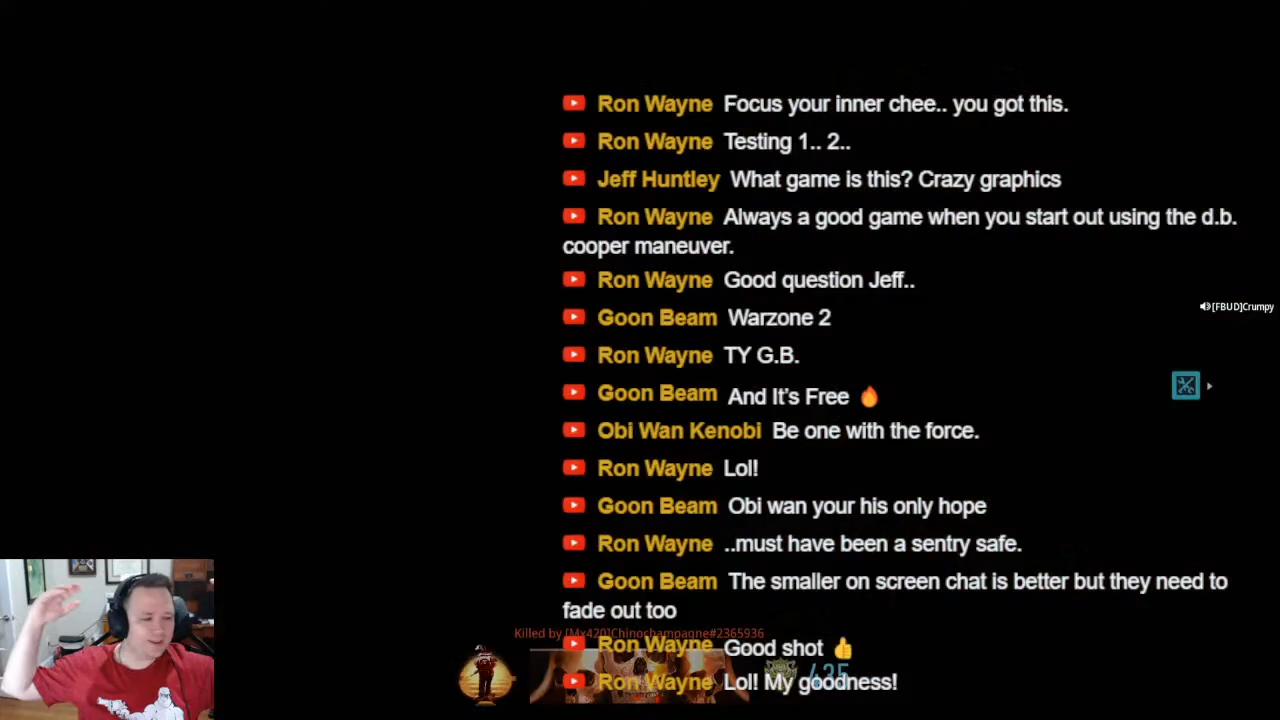 Ron Wayne Focus your inner chee.. you got this.
Ron Wayne Testing 1.. 2..
Jeff Huntley What game is this? Crazy graphics
Ron Wayne Always a good game when you start out using the d.b.
cooper maneuver.
Ron Wayne Good question Jeff..
[FBUD]Crumpy
Goon Beam Warzone 2
Ron Wayne TY G.B.
Goon Beam And It's Free 🔥
Obi Wan Kenobi Be one with the force.
Ron Wayne Lol!
Goon Beam Obi wan your his only hope
Ron Wayne ..must have been a sentry safe.
Goon Beam The smaller on screen chat is better but they need to
fade out too
Killed by [Mx420]Chinochampagne#2365936
Ron Wayne Good shot 👍
435
Ron Wayne Lol! My goodness!